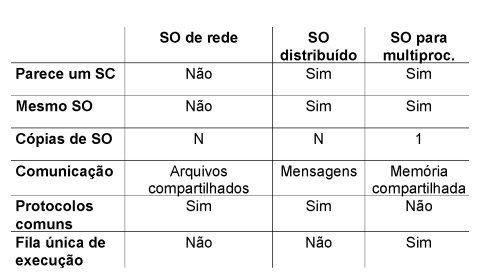 SO de rede SO distribuído SO para multiproc.
Parece um SC Não Sim Sim
Mesmo SO Não Sim Sim
Cópias de SO N N 1
Comunicação Arquivos compartilhados Mensagens Memória compartilhada
Protocolos comuns Sim Sim Não
Fila única de execução Não Não Sim